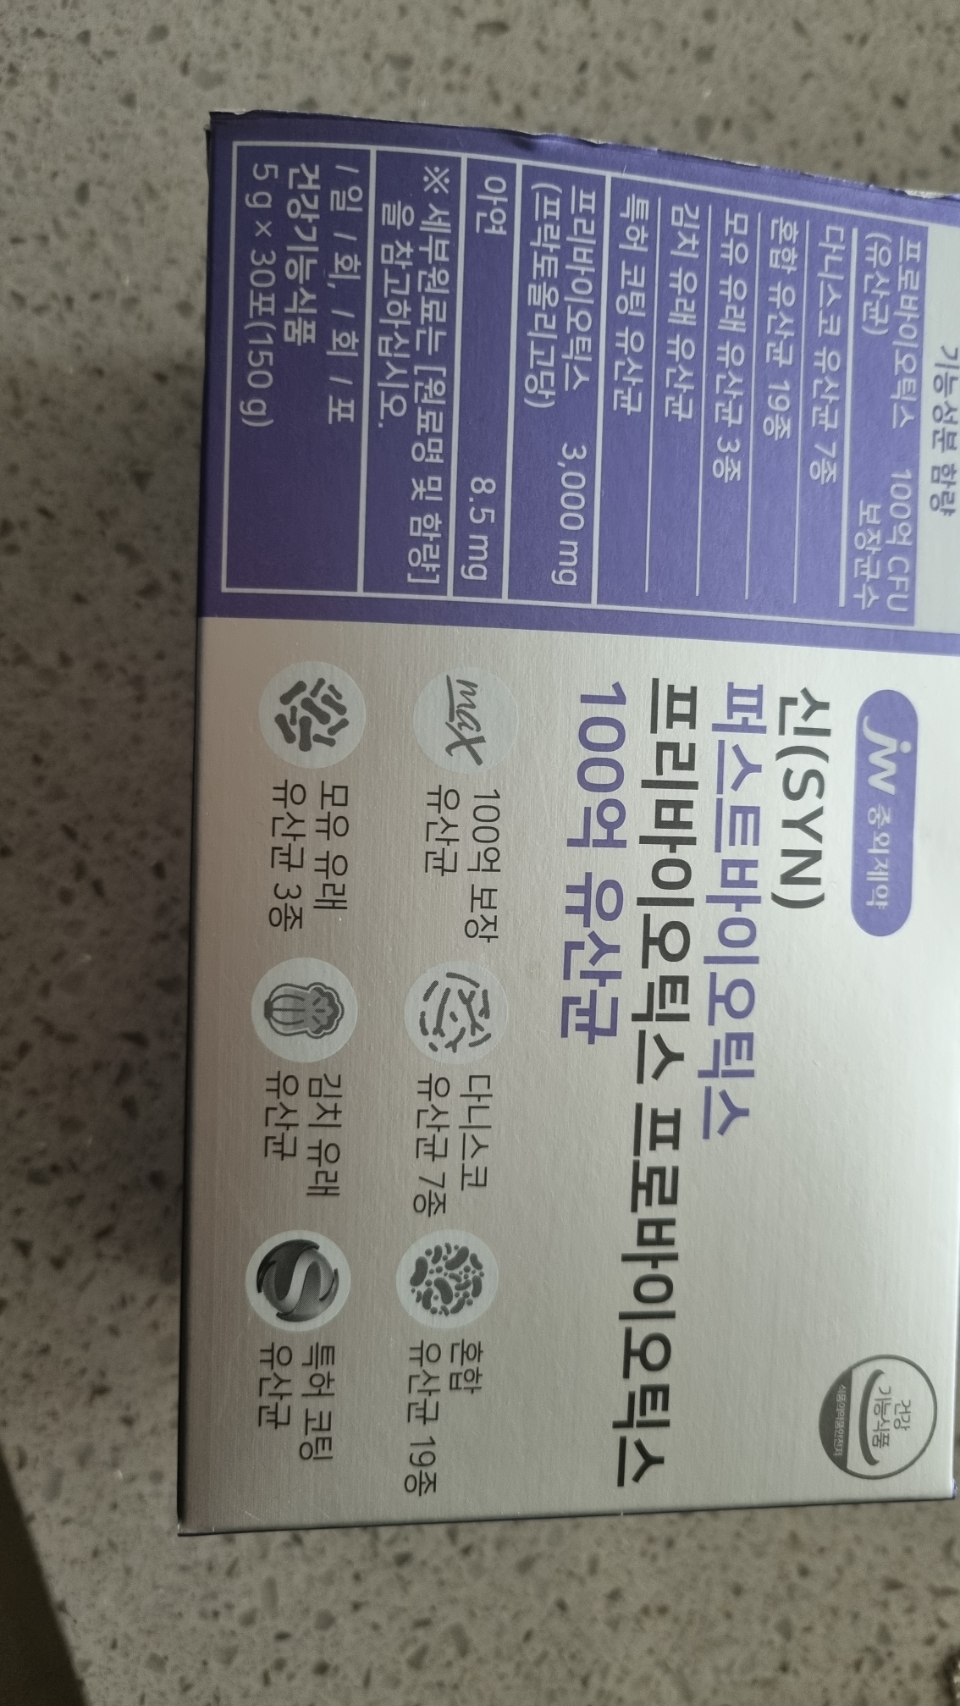 기능성분 함량
프로바이오틱스 100억 CFU
(유산균) 보장균수
다니스코 유산균 7종
혼합 유산균 19종
모유 유래 유산균 3종
김치 유래 유산균
특허 코팅 유산균
프리바이오틱스
(프락토올리고당) 3,000 mg
아연 8.5 mg
※ 세부원료는 [원료명 및 함량]
을 참고하십시오.
/ 일 / 회, / 회 / 포
건강기능식품
5 g × 30포(150 g)
jw 중외제약
신(SYN)
퍼스트바이오틱스
프리바이오틱스 프로바이오틱스
100억 유산균
max
100억 보장
유산균
다니스코
유산균 7종
혼합
유산균 19종
모유 유래
유산균 3종
김치 유래
유산균
특허 코팅
유산균
건강
기능식품
식품의약품안전처